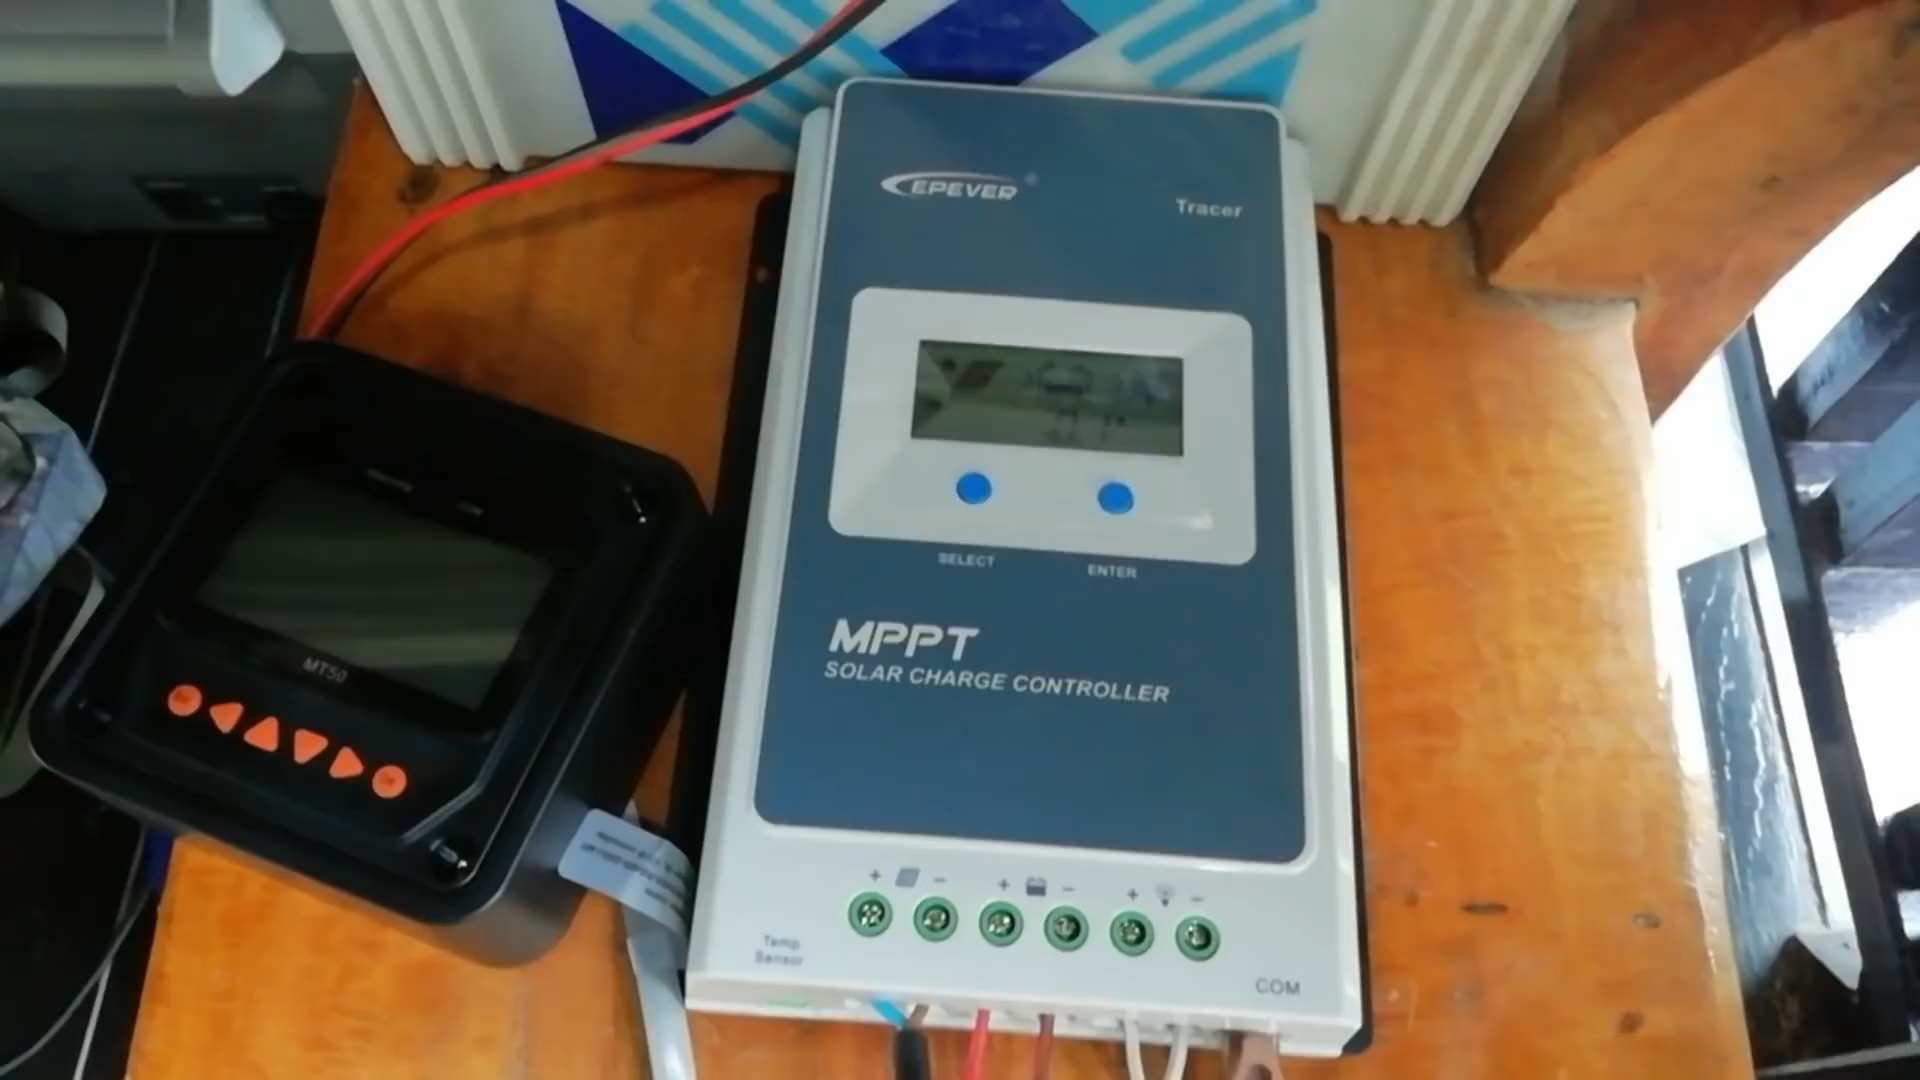 EPEVER
Tracer
SELECT
ENTER
MPPT
SOLAR CHARGE CONTROLLER
MT50
+ - + - + -
Temp
Sensor
COM